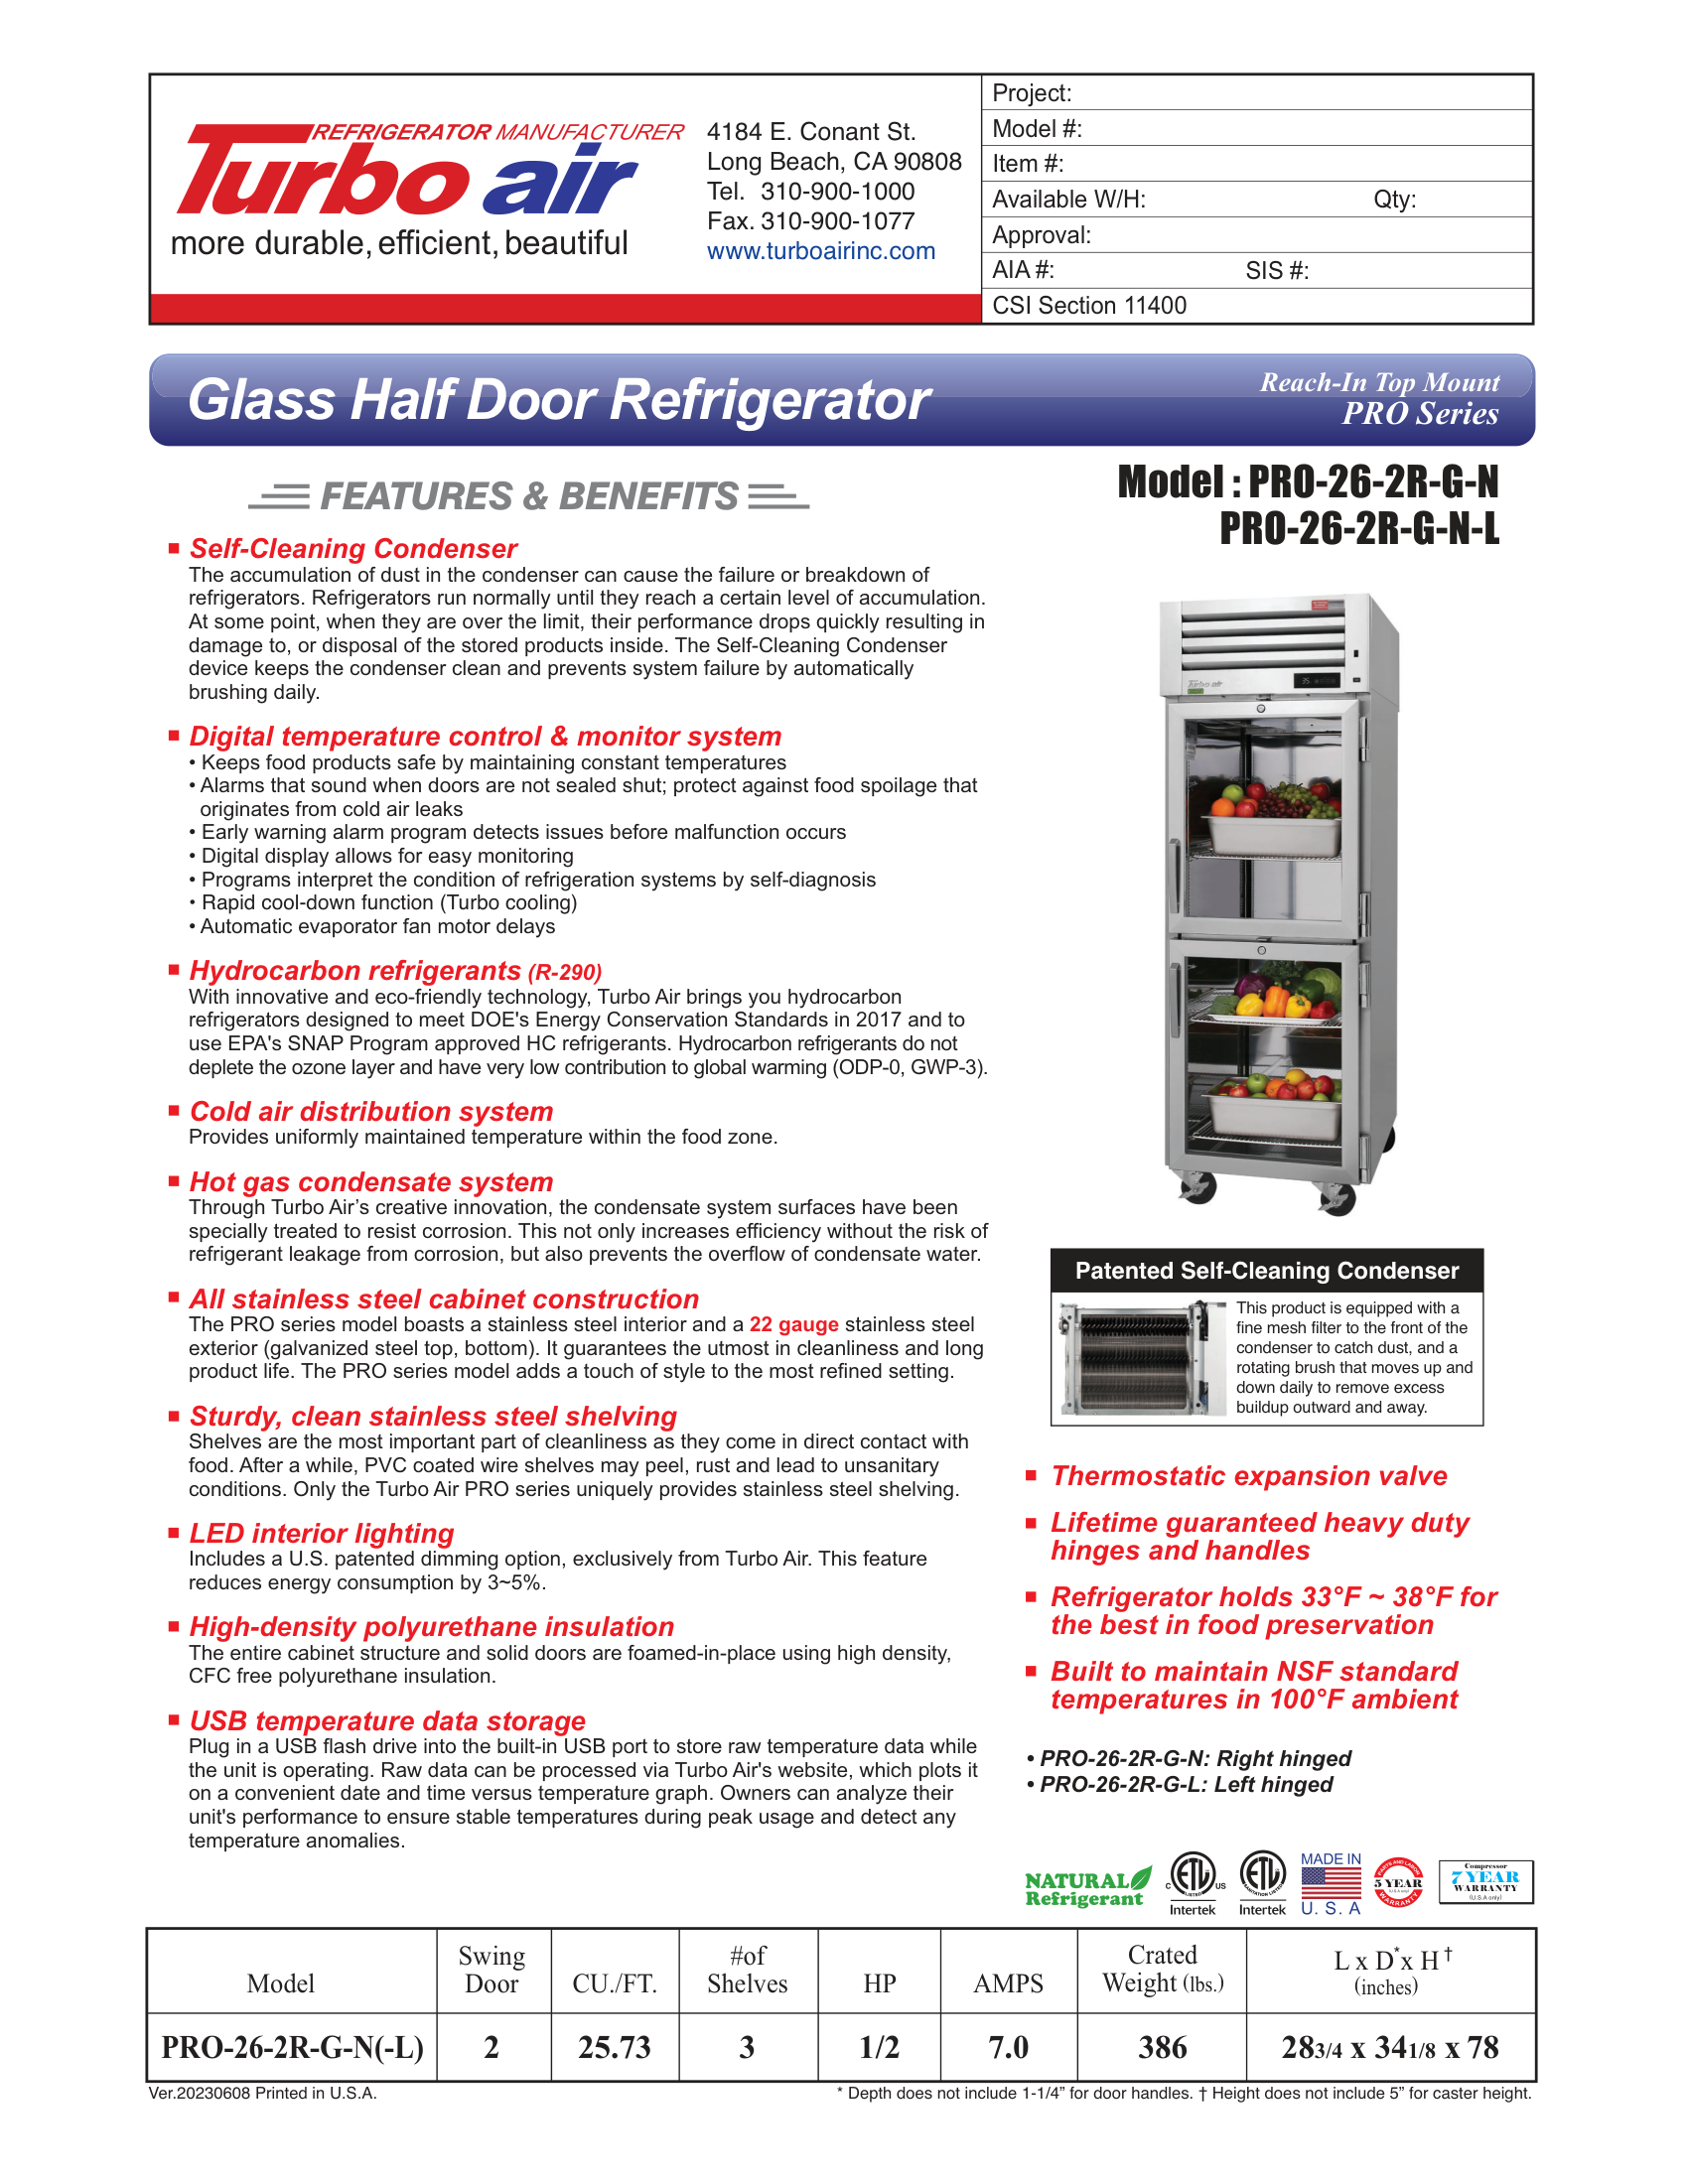 REFRIGERATOR MANUFACTURER
Turbo air
more durable, efficient, beautiful
4184 E. Conant St.
Long Beach, CA 90808
Tel. 310-900-1000
Fax. 310-900-1077
www.turboairinc.com
Project:
Model #:
Item #:
Available W/H: Qty:
Approval:
AIA #: SIS #:
CSI Section 11400
Glass Half Door Refrigerator
Reach-In Top Mount
PRO Series
FEATURES & BENEFITS
Model : PRO-26-2R-G-N
PRO-26-2R-G-N-L
Self-Cleaning Condenser
The accumulation of dust in the condenser can cause the failure or breakdown of
refrigerators. Refrigerators run normally until they reach a certain level of accumulation.
At some point, when they are over the limit, their performance drops quickly resulting in
damage to, or disposal of the stored products inside. The Self-Cleaning Condenser
device keeps the condenser clean and prevents system failure by automatically
brushing daily.
Digital temperature control & monitor system
• Keeps food products safe by maintaining constant temperatures
• Alarms that sound when doors are not sealed shut; protect against food spoilage that
originates from cold air leaks
• Early warning alarm program detects issues before malfunction occurs
• Digital display allows for easy monitoring
• Programs interpret the condition of refrigeration systems by self-diagnosis
• Rapid cool-down function (Turbo cooling)
• Automatic evaporator fan motor delays
Hydrocarbon refrigerants (R-290)
With innovative and eco-friendly technology, Turbo Air brings you hydrocarbon
refrigerators designed to meet DOE's Energy Conservation Standards in 2017 and to
use EPA's SNAP Program approved HC refrigerants. Hydrocarbon refrigerants do not
deplete the ozone layer and have very low contribution to global warming (ODP-0, GWP-3).
Cold air distribution system
Provides uniformly maintained temperature within the food zone.
Hot gas condensate system
Through Turbo Air’s creative innovation, the condensate system surfaces have been
specially treated to resist corrosion. This not only increases efficiency without the risk of
refrigerant leakage from corrosion, but also prevents the overflow of condensate water.
All stainless steel cabinet construction
The PRO series model boasts a stainless steel interior and a 22 gauge stainless steel
exterior (galvanized steel top, bottom). It guarantees the utmost in cleanliness and long
product life. The PRO series model adds a touch of style to the most refined setting.
Sturdy, clean stainless steel shelving
Shelves are the most important part of cleanliness as they come in direct contact with
food. After a while, PVC coated wire shelves may peel, rust and lead to unsanitary
conditions. Only the Turbo Air PRO series uniquely provides stainless steel shelving.
LED interior lighting
Includes a U.S. patented dimming option, exclusively from Turbo Air. This feature
reduces energy consumption by 3~5%.
High-density polyurethane insulation
The entire cabinet structure and solid doors are foamed-in-place using high density,
CFC free polyurethane insulation.
USB temperature data storage
Plug in a USB flash drive into the built-in USB port to store raw temperature data while
the unit is operating. Raw data can be processed via Turbo Air's website, which plots it
on a convenient date and time versus temperature graph. Owners can analyze their
unit's performance to ensure stable temperatures during peak usage and detect any
temperature anomalies.
Turbo air
35
Patented Self-Cleaning Condenser
This product is equipped with a
fine mesh filter to the front of the
condenser to catch dust, and a
rotating brush that moves up and
down daily to remove excess
buildup outward and away.
Thermostatic expansion valve
Lifetime guaranteed heavy duty
hinges and handles
Refrigerator holds 33°F ~ 38°F for
the best in food preservation
Built to maintain NSF standard
temperatures in 100°F ambient
• PRO-26-2R-G-N: Right hinged
• PRO-26-2R-G-L: Left hinged
NATURAL
Refrigerant
C ETL US
LISTED
Intertek
ETL
SANITATION LISTED
Intertek
MADE IN
U. S. A
PARTS AND LABOR
5 YEAR
(U.S.A only)
WARRANTY
Compressor
7 YEAR
WARRANTY
(U.S.A only)
Model Swing Door CU./FT. #of Shelves HP AMPS Crated Weight (lbs.) L x D* x H † (inches)
PRO-26-2R-G-N(-L) 2 25.73 3 1/2 7.0 386 283/4 x 341/8 x 78
Ver.20230608 Printed in U.S.A.
* Depth does not include 1-1/4” for door handles. † Height does not include 5” for caster height.